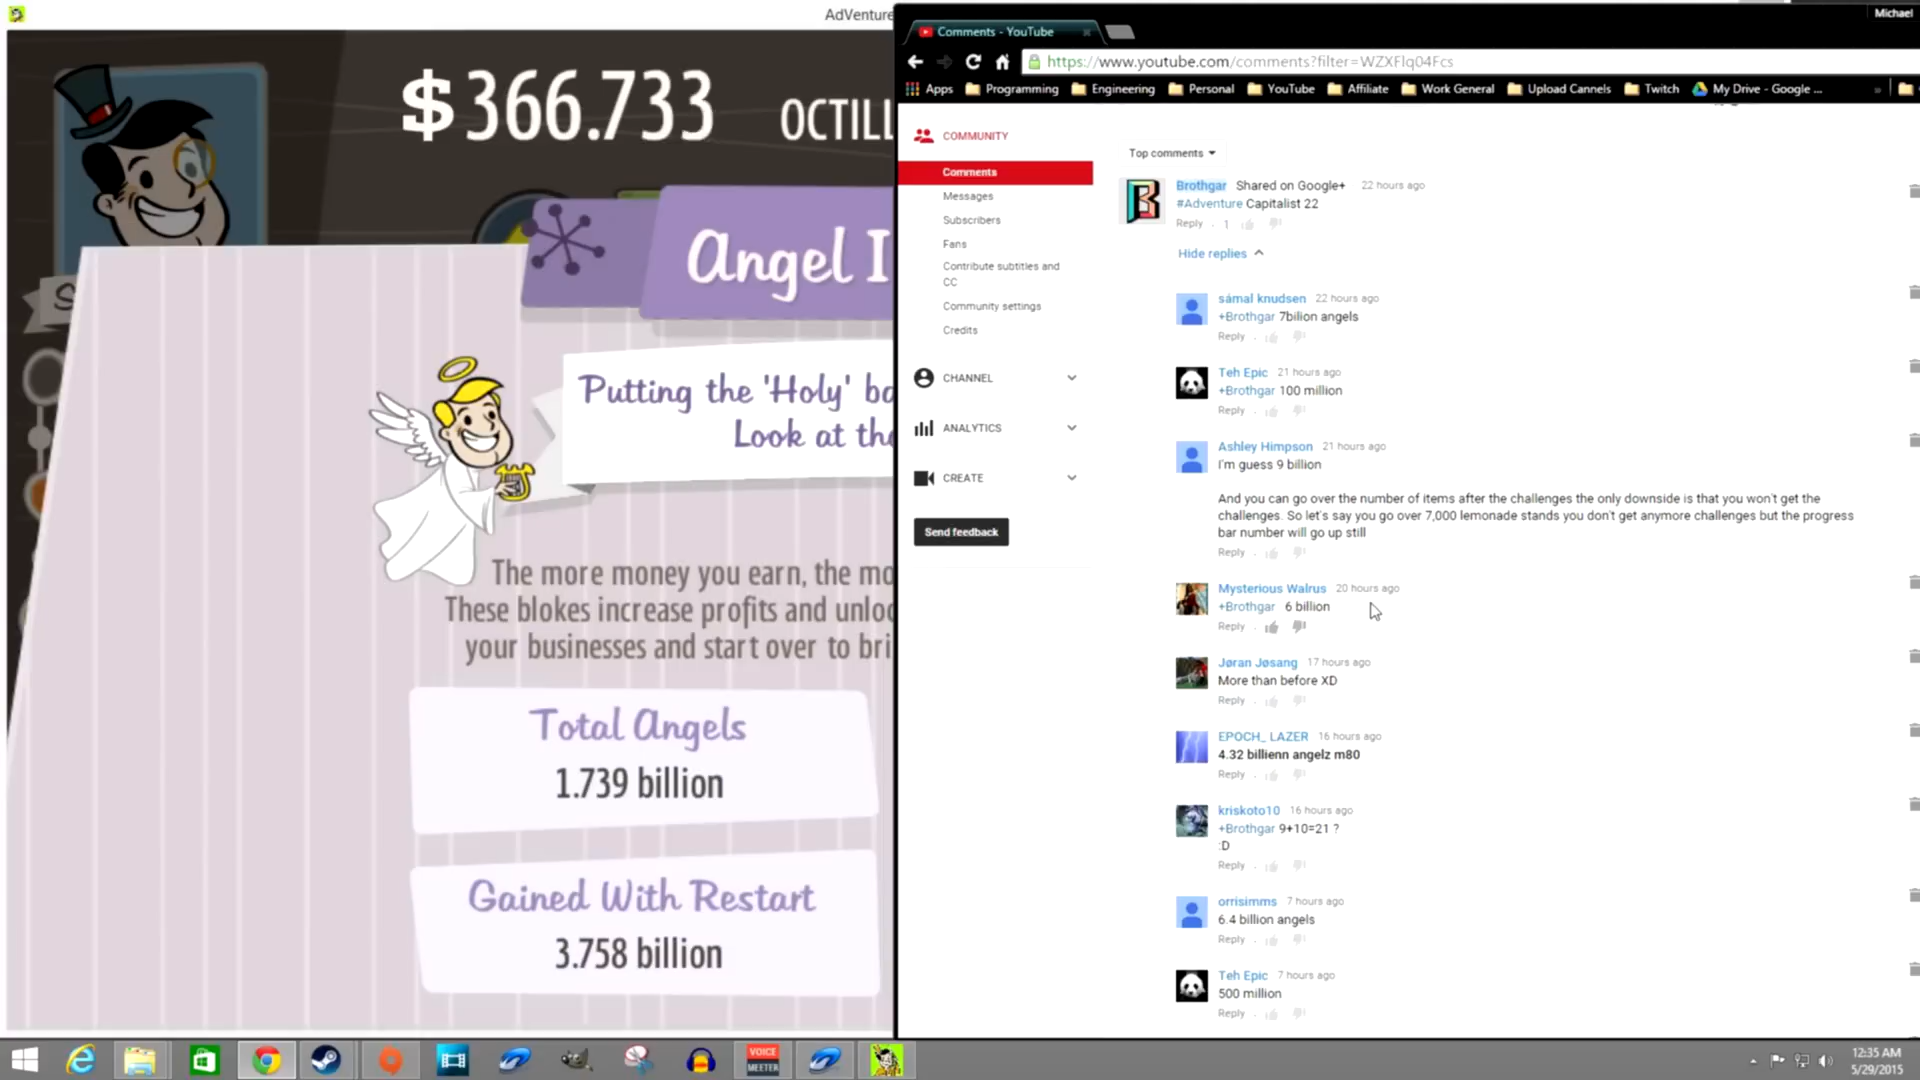 AdVenture
$366.733 OCTILL
S
Angel I
Putting the 'Holy' ba
Look at the
The more money you earn, the mo
These blokes increase profits and unloc
your businesses and start over to bri
Total Angels
1.739 billion
Gained With Restart
3.758 billion
Michael
Comments - YouTube
https://www.youtube.com/comments?filter=WZXFlq04Fcs
Apps Programming Engineering Personal YouTube Affiliate Work General Upload Cannels Twitch My Drive - Google ... »
COMMUNITY
Comments
Messages
Subscribers
Fans
Contribute subtitles and
CC
Community settings
Credits
CHANNEL
ANALYTICS
CREATE
Send feedback
Top comments
Brothgar Shared on Google+ 22 hours ago
#Adventure Capitalist 22
Reply . 1
Hide replies
sámal knudsen 22 hours ago
+Brothgar 7bilion angels
Reply .
Teh Epic 21 hours ago
+Brothgar 100 million
Reply .
Ashley Himpson 21 hours ago
I'm guess 9 billion
And you can go over the number of items after the challenges the only downside is that you won't get the
challenges. So let's say you go over 7,000 lemonade stands you don't get anymore challenges but the progress
bar number will go up still
Reply .
Mysterious Walrus 20 hours ago
+Brothgar 6 billion
Reply .
Jøran Jøsang 17 hours ago
More than before XD
Reply .
EPOCH_ LAZER 16 hours ago
4.32 billienn angelz m80
Reply .
kriskoto10 16 hours ago
+Brothgar 9+10=21 ?
:D
Reply .
orrisimms 7 hours ago
6.4 billion angels
Reply .
Teh Epic 7 hours ago
500 million
Reply .
VOICE
MEETER
12:35 AM
5/29/2015